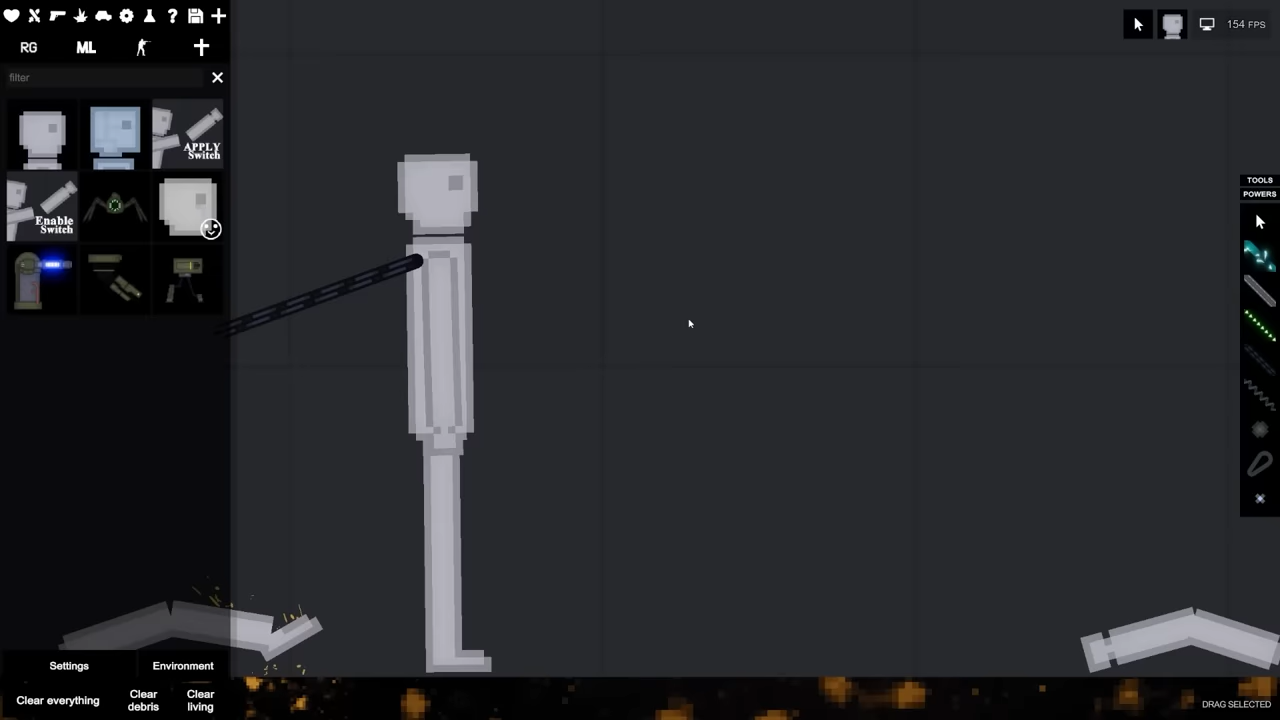 154 FPS
RG ML
filter
APPLY
Switch
Enable
Switch
TOOLS
POWERS
Settings Environment
Clear everything Clear debris Clear living
DRAG SELECTED